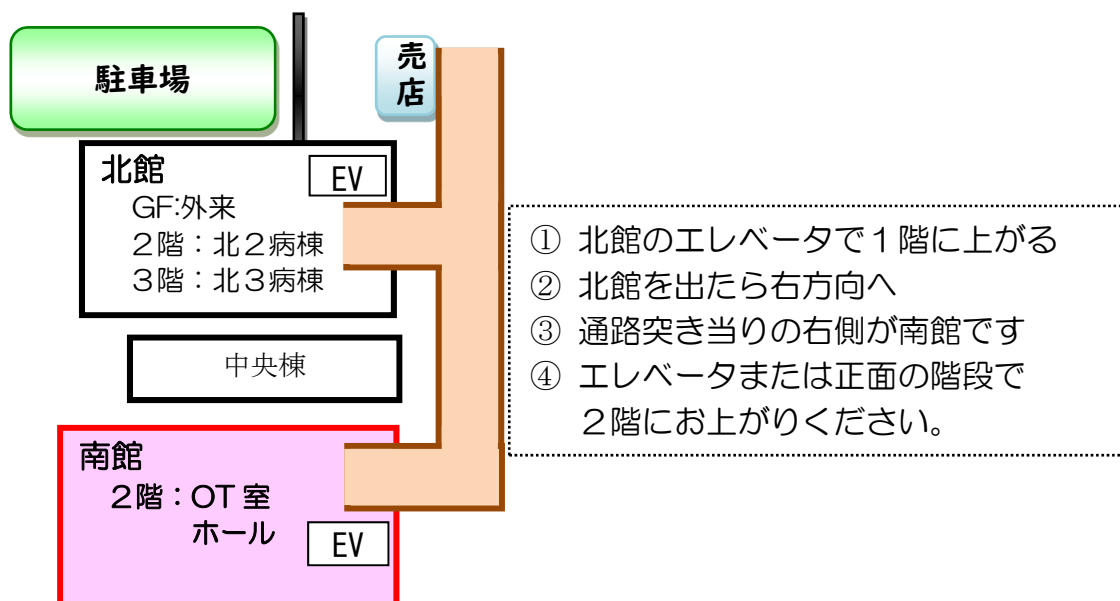 駐車場
売
店
北館
EV
GF:外来
2階：北2病棟
3階：北3病棟
中央棟
南館
2階：OT室
ホール
EV
① 北館のエレベータで1階に上がる
② 北館を出たら右方向へ
③ 通路突き当りの右側が南館です
④ エレベータまたは正面の階段で
2階にお上がりください。